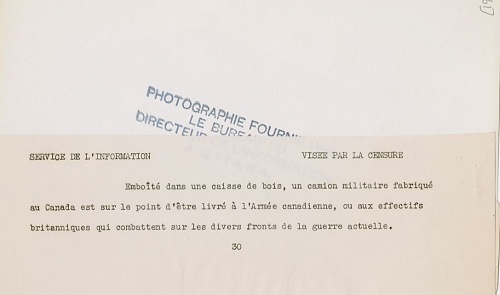 PHOTOGRAPHIE FOURNI
LE BUREA
DIRECTEUR
SERVICE DE L'INFORMATION VISEE PAR LA CENSURE
Emboîté dans une caisse de bois, un camion militaire fabriqué
au Canada est sur le point d'être livré à l'Armée canadienne, ou aux effectifs
britanniques qui combattent sur les divers fronts de la guerre actuelle.
30